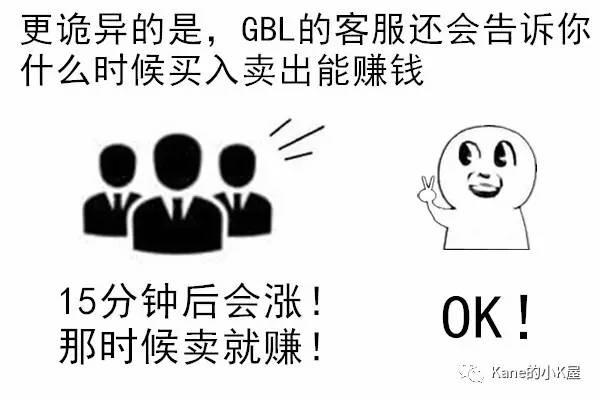 更诡异的是，GBL的客服还会告诉你
什么时候买入卖出能赚钱
15分钟后会涨！
那时候卖就赚！
OK！
Kane的小K屋